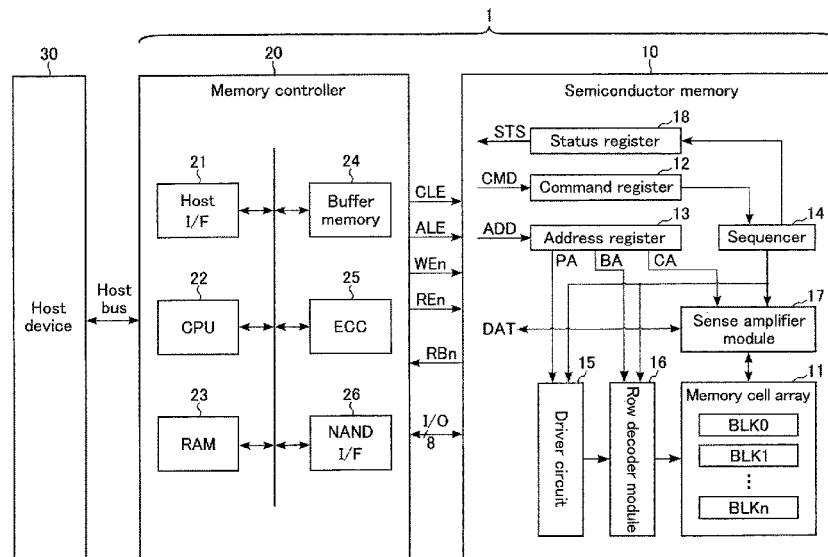 1
30
20
10
Memory controller
Semiconductor memory
18
STS
Status register
21
24
12
CMD
Command register
Host
I/F
Buffer
memory
CLE
13
14
ALE
ADD
Address register
Sequencer
PA
BA
CA
WEn
22
25
17
Host
bus
REn
Host
device
CPU
ECC
DAT
Sense amplifier
module
RBn
15
16
11
23
26
Memory cell array
I/O
8
RAM
NAND
I/F
Driver circuit
Row decoder module
BLK0
BLK1
⋮
BLKn